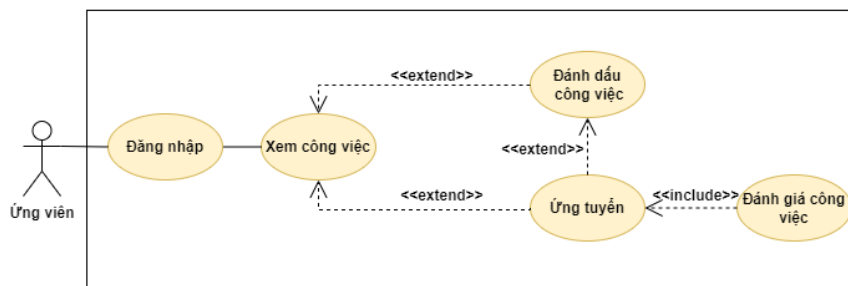 <<extend>>
Đánh dấu
công việc
Đăng nhập
Xem công việc
<<extend>>
<<extend>>
Ứng tuyển
<<include>>
Đánh giá công
việc
Ứng viên